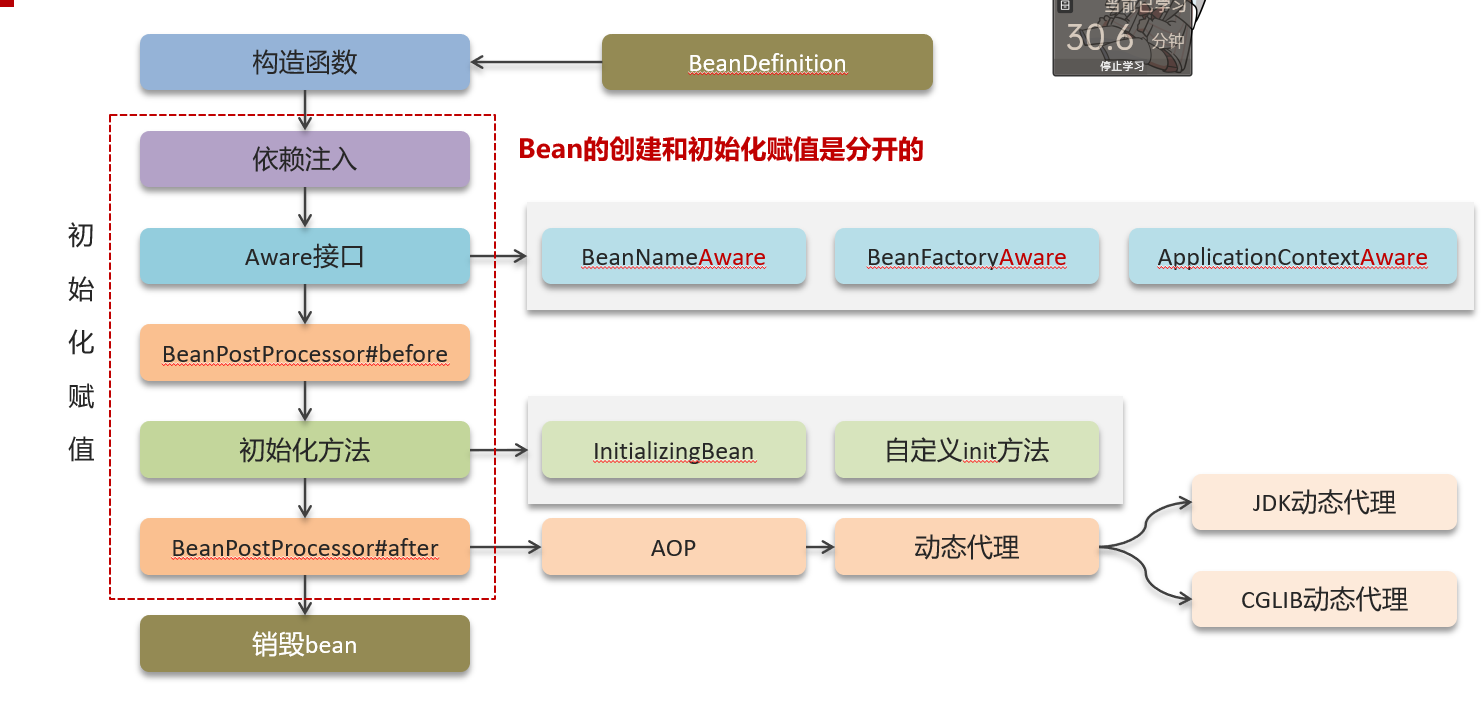 当前已学习
30.6 分钟
停止学习
构造函数
BeanDefinition
依赖注入
Bean的创建和初始化赋值是分开的
初始化赋值
Aware接口
BeanNameAware
BeanFactoryAware
ApplicationContextAware
BeanPostProcessor#before
初始化方法
InitializingBean
自定义init方法
BeanPostProcessor#after
AOP
动态代理
JDK动态代理
CGLIB动态代理
销毁bean